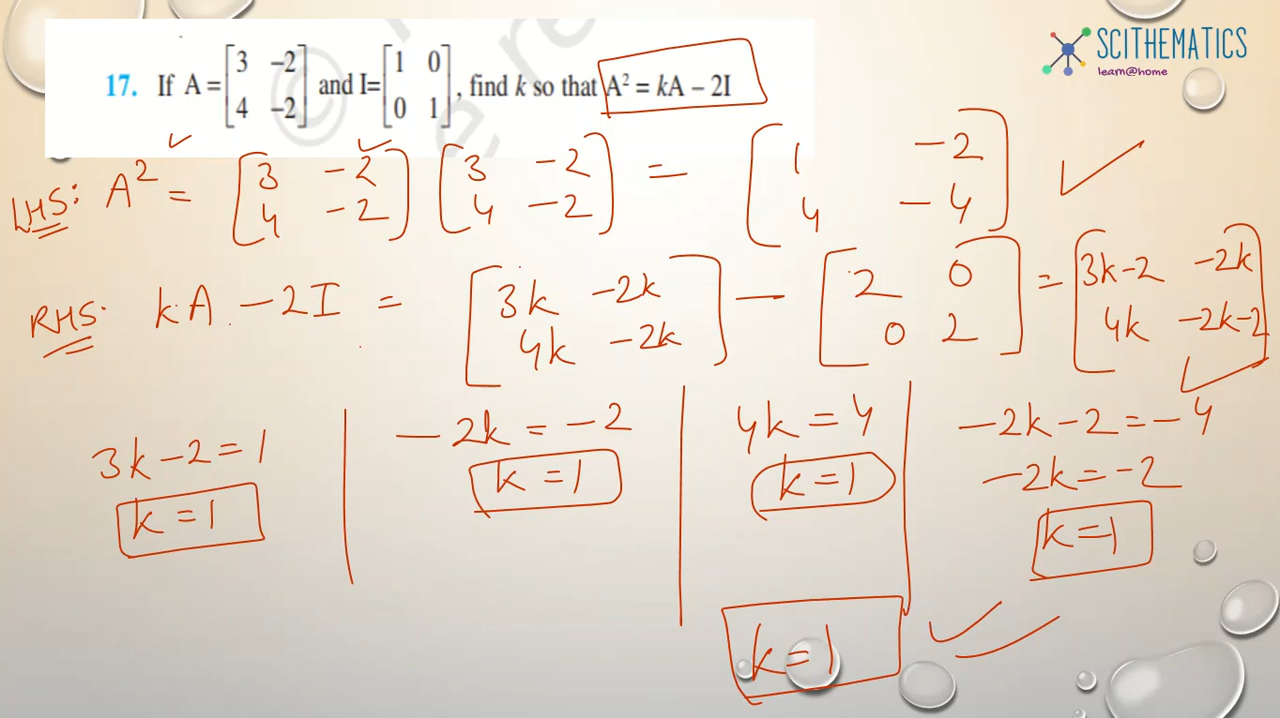 SCITHEMATICS
learn@home
17. If A = [3 -2; 4 -2] and I= [1 0; 0 1], find k so that A² = kA – 2I
LHS: A² = [3 -2; 4 -2] [3 -2; 4 -2] = [1 -2; 4 -4]
RHS: kA - 2I = [3k -2k; 4k -2k] - [2 0; 0 2] = [3k-2 -2k; 4k -2k-2]
3k-2=1
k=1
-2k=-2
k=1
4k=4
k=1
-2k-2=-4
-2k=-2
k=1
k=1